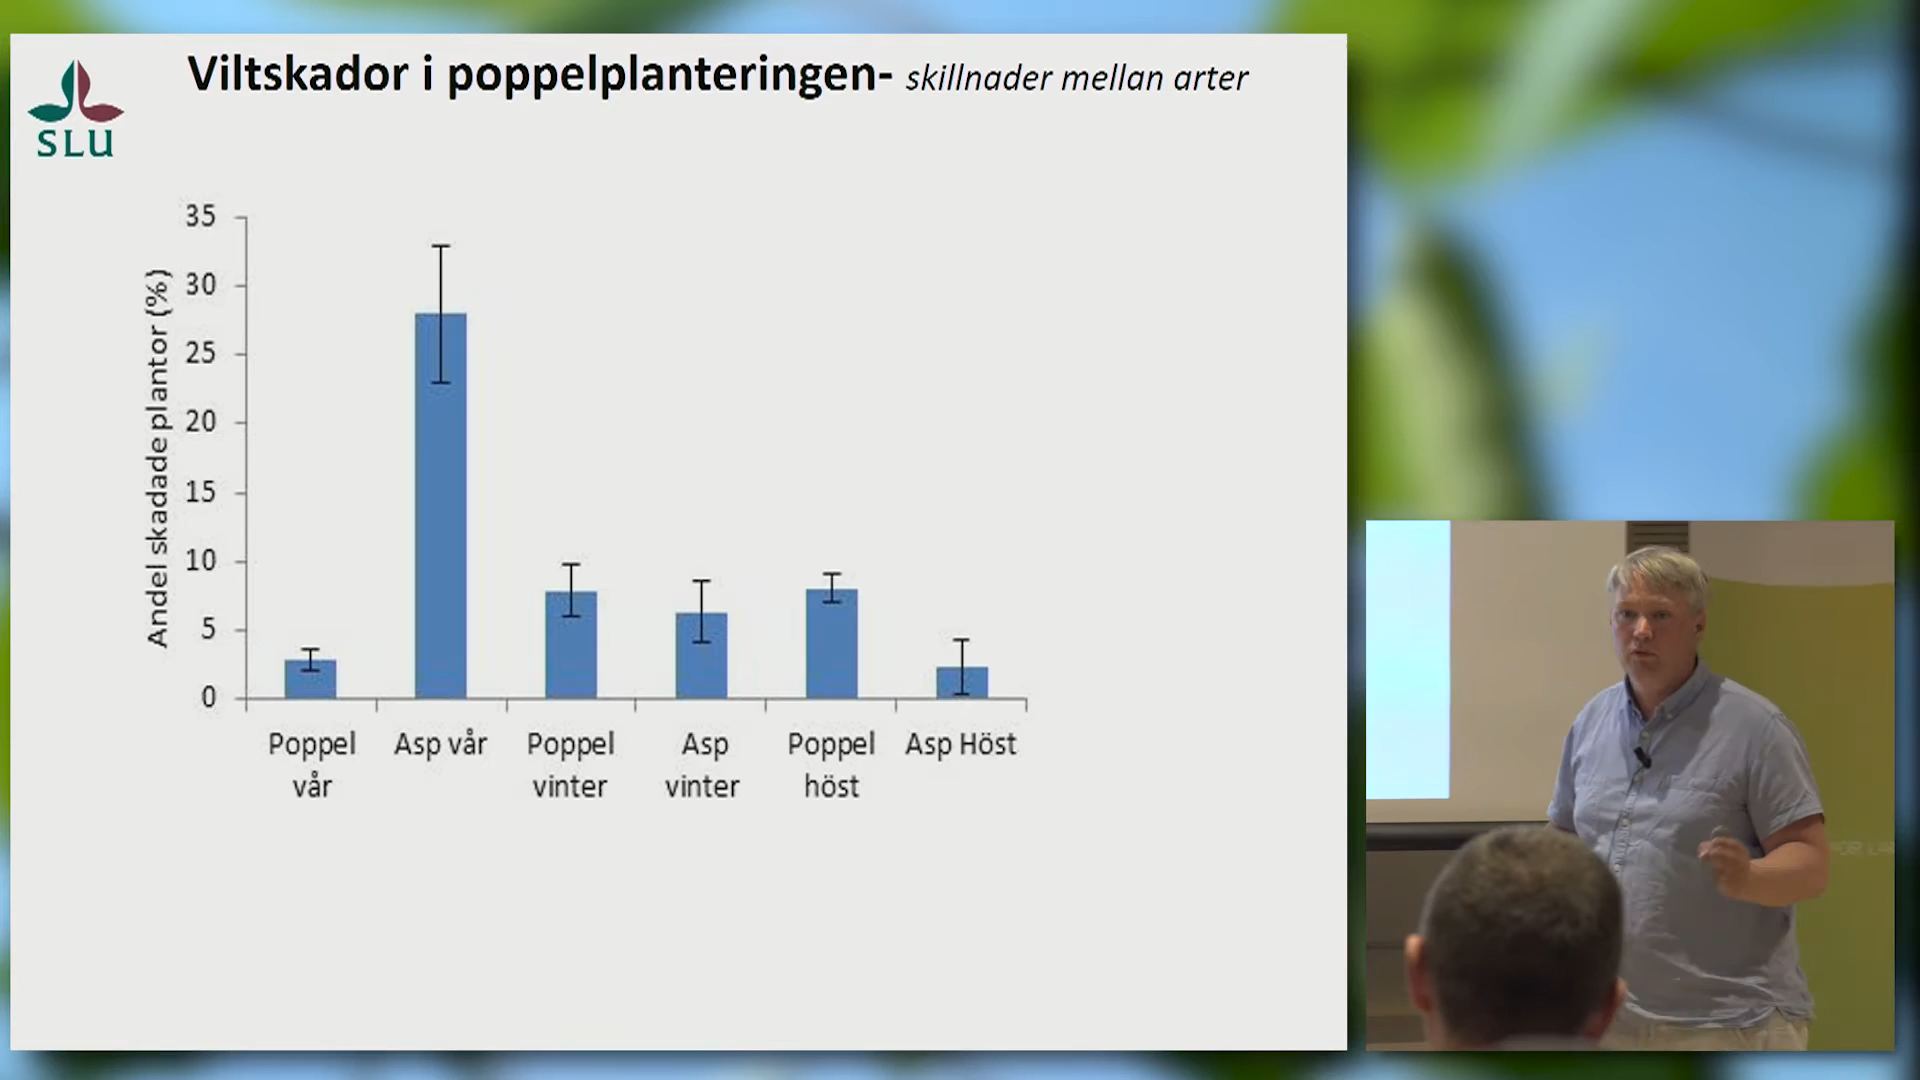 Viltskador i poppelplanteringen- skillnader mellan arter
SLU
Andel skadade plantor (%)
35
30
25
20
15
10
5
0
Poppel vår
Asp vår
Poppel vinter
Asp vinter
Poppel höst
Asp Höst